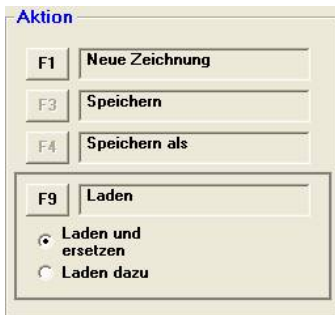 Aktion
F1 Neue Zeichnung
F3 Speichern
F4 Speichern als
F9 Laden
Laden und
ersetzen
Laden dazu